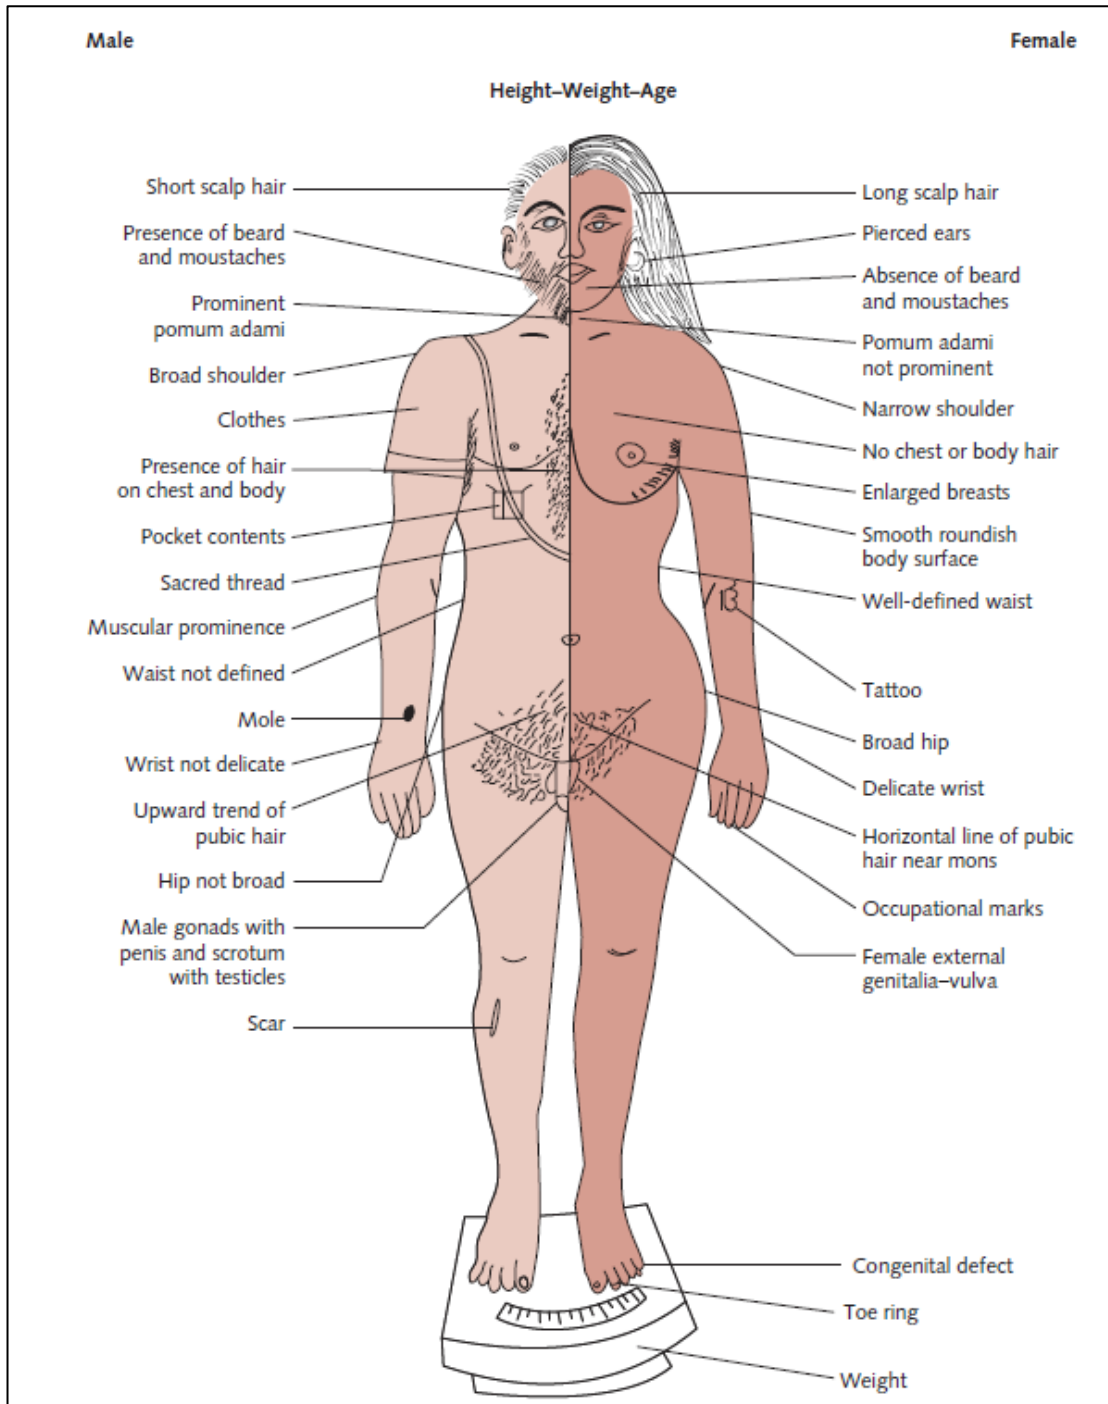 Male
Female
Height–Weight–Age
Short scalp hair
Presence of beard
and moustaches
Prominent
pomum adami
Broad shoulder
Clothes
Presence of hair
on chest and body
Pocket contents
Sacred thread
Muscular prominence
Waist not defined
Mole
Wrist not delicate
Upward trend of
pubic hair
Hip not broad
Male gonads with
penis and scrotum
with testicles
Scar
Long scalp hair
Pierced ears
Absence of beard
and moustaches
Pomum adami
not prominent
Narrow shoulder
No chest or body hair
Enlarged breasts
Smooth roundish
body surface
Well-defined waist
Tattoo
Broad hip
Delicate wrist
Horizontal line of pubic
hair near mons
Occupational marks
Female external
genitalia–vulva
Congenital defect
Toe ring
Weight